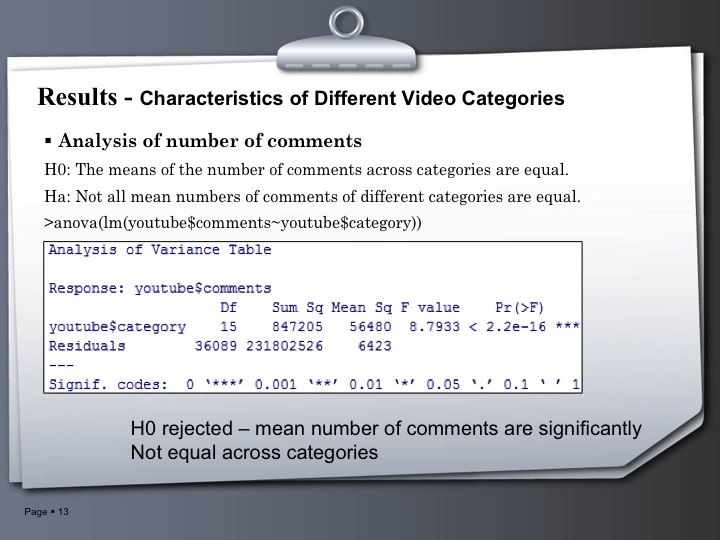 Results - Characteristics of Different Video Categories
▪ Analysis of number of comments
H0: The means of the number of comments across categories are equal.
Ha: Not all mean numbers of comments of different categories are equal.
>anova(lm(youtube$comments~youtube$category))
Analysis of Variance Table
Response: youtube$comments
Df Sum Sq Mean Sq F value Pr(>F)
youtube$category 15 847205 56480 8.7933 < 2.2e-16 ***
Residuals 36089 231802526 6423
---
Signif. codes: 0 ‘***’ 0.001 ‘**’ 0.01 ‘*’ 0.05 ‘.’ 0.1 ‘ ’ 1
H0 rejected – mean number of comments are significantly
Not equal across categories
Page ▪ 13